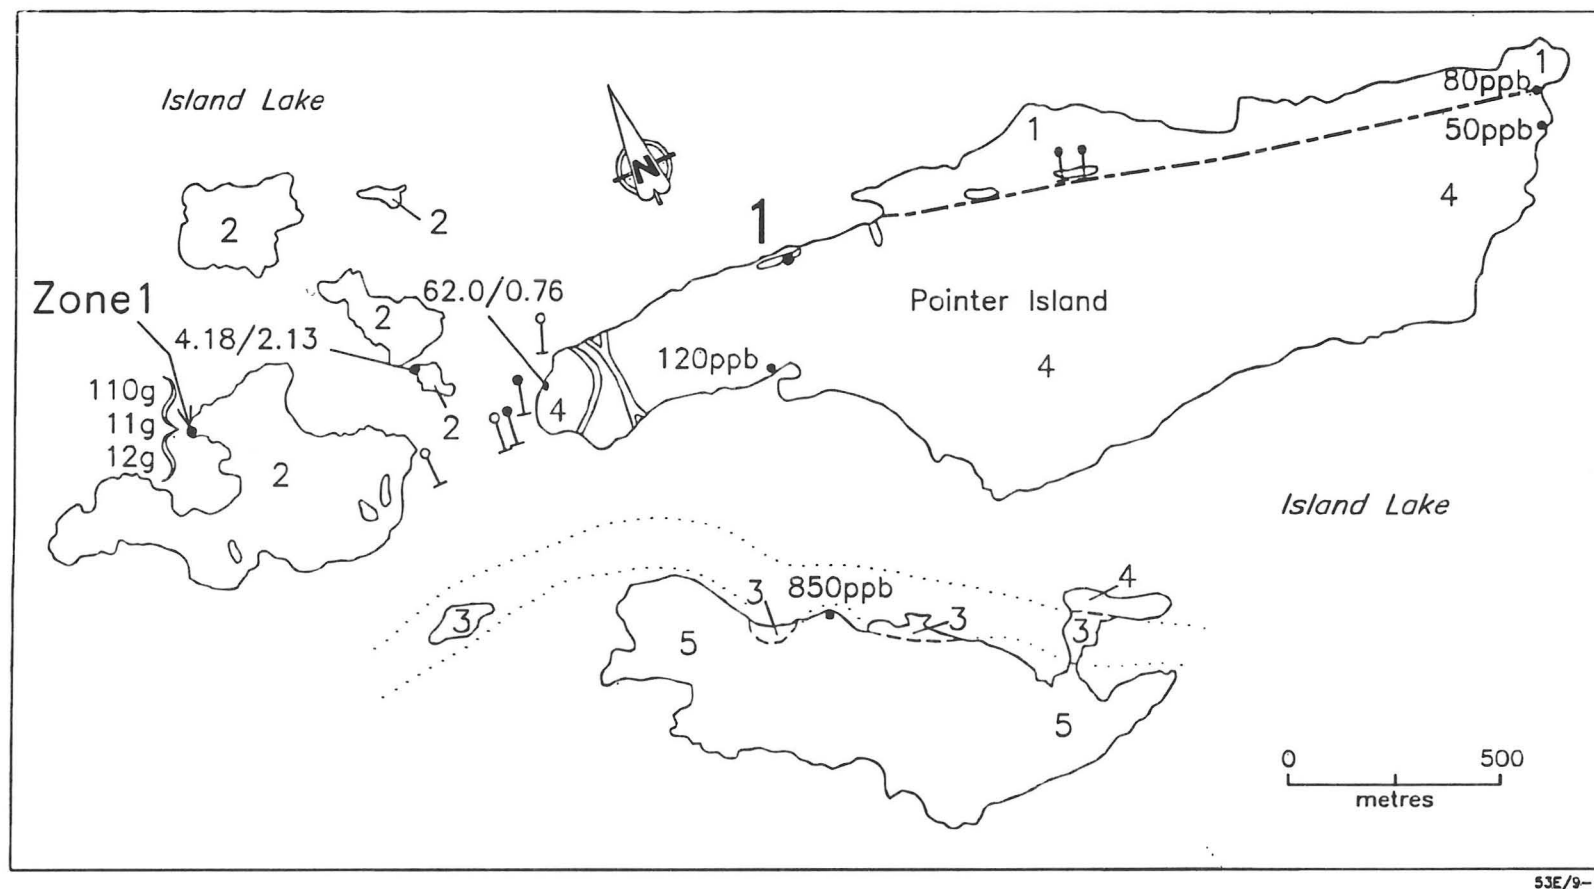 Island Lake
1
80ppb
50ppb
1
N
4
2
2
1
Zone1
62.0/0.76
Pointer Island
2
4.18/2.13
120ppb
4
110g
11g
12g
4
2
2
Island Lake
3
3
850ppb
3
4
3
5
5
0 500
metres
53E/9-